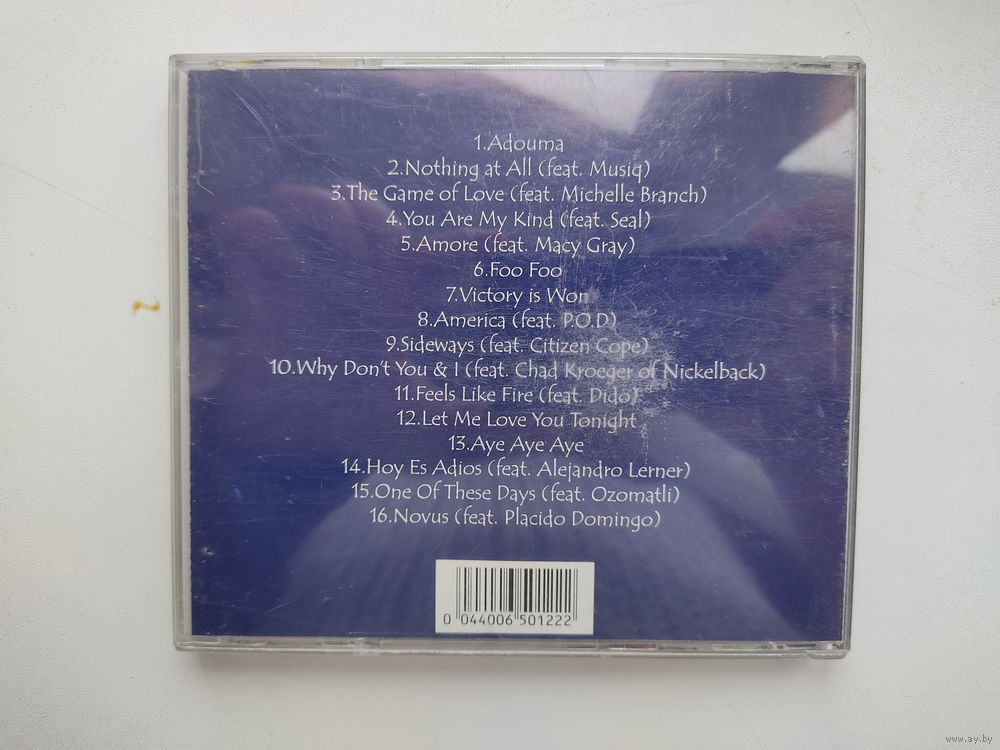 1.Adouma
2.Nothing at All (feat. Musiq)
3.The Game of Love (feat. Michelle Branch)
4.You Are My Kind (feat. Seal)
5.Amore (feat. Macy Gray)
6.Foo Foo
7.Victory is Won
8.America (feat. P.O.D)
9.Sideways (feat. Citizen Cope)
10.Why Don't You & I (feat. Chad Kroeger of Nickelback)
11.Feels Like Fire (feat. Dido)
12.Let Me Love You Tonight
13.Aye Aye Aye
14.Hoy Es Adios (feat. Alejandro Lerner)
15.One Of These Days (feat. Ozomatli)
16.Novus (feat. Placido Domingo)
0 044006 501222
www.ay.by